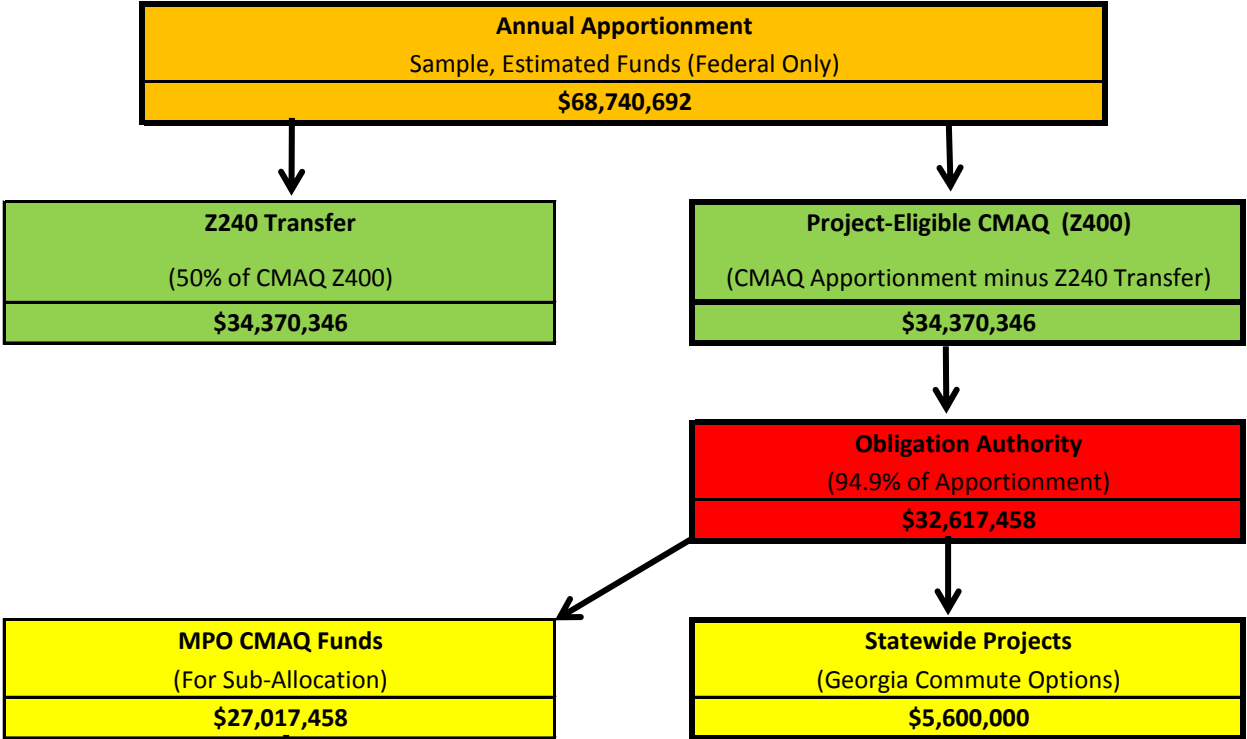 Annual Apportionment
Sample, Estimated Funds (Federal Only)
$68,740,692
Z240 Transfer
(50% of CMAQ Z400)
$34,370,346
Project-Eligible CMAQ (Z400)
(CMAQ Apportionment minus Z240 Transfer)
$34,370,346
Obligation Authority
(94.9% of Apportionment)
$32,617,458
MPO CMAQ Funds
(For Sub-Allocation)
$27,017,458
Statewide Projects
(Georgia Commute Options)
$5,600,000